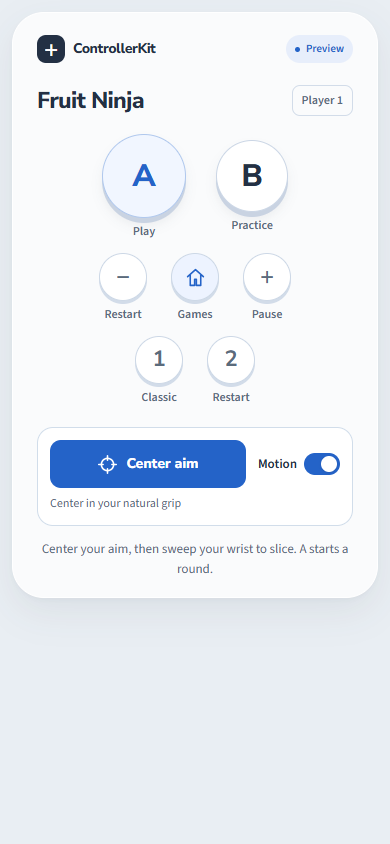 ControllerKit
Preview
Fruit Ninja
Player 1
A
B
Play
Practice
−
+
Restart
Games
Pause
1
2
Classic
Restart
Center aim
Motion
Center in your natural grip
Center your aim, then sweep your wrist to slice. A starts a
round.